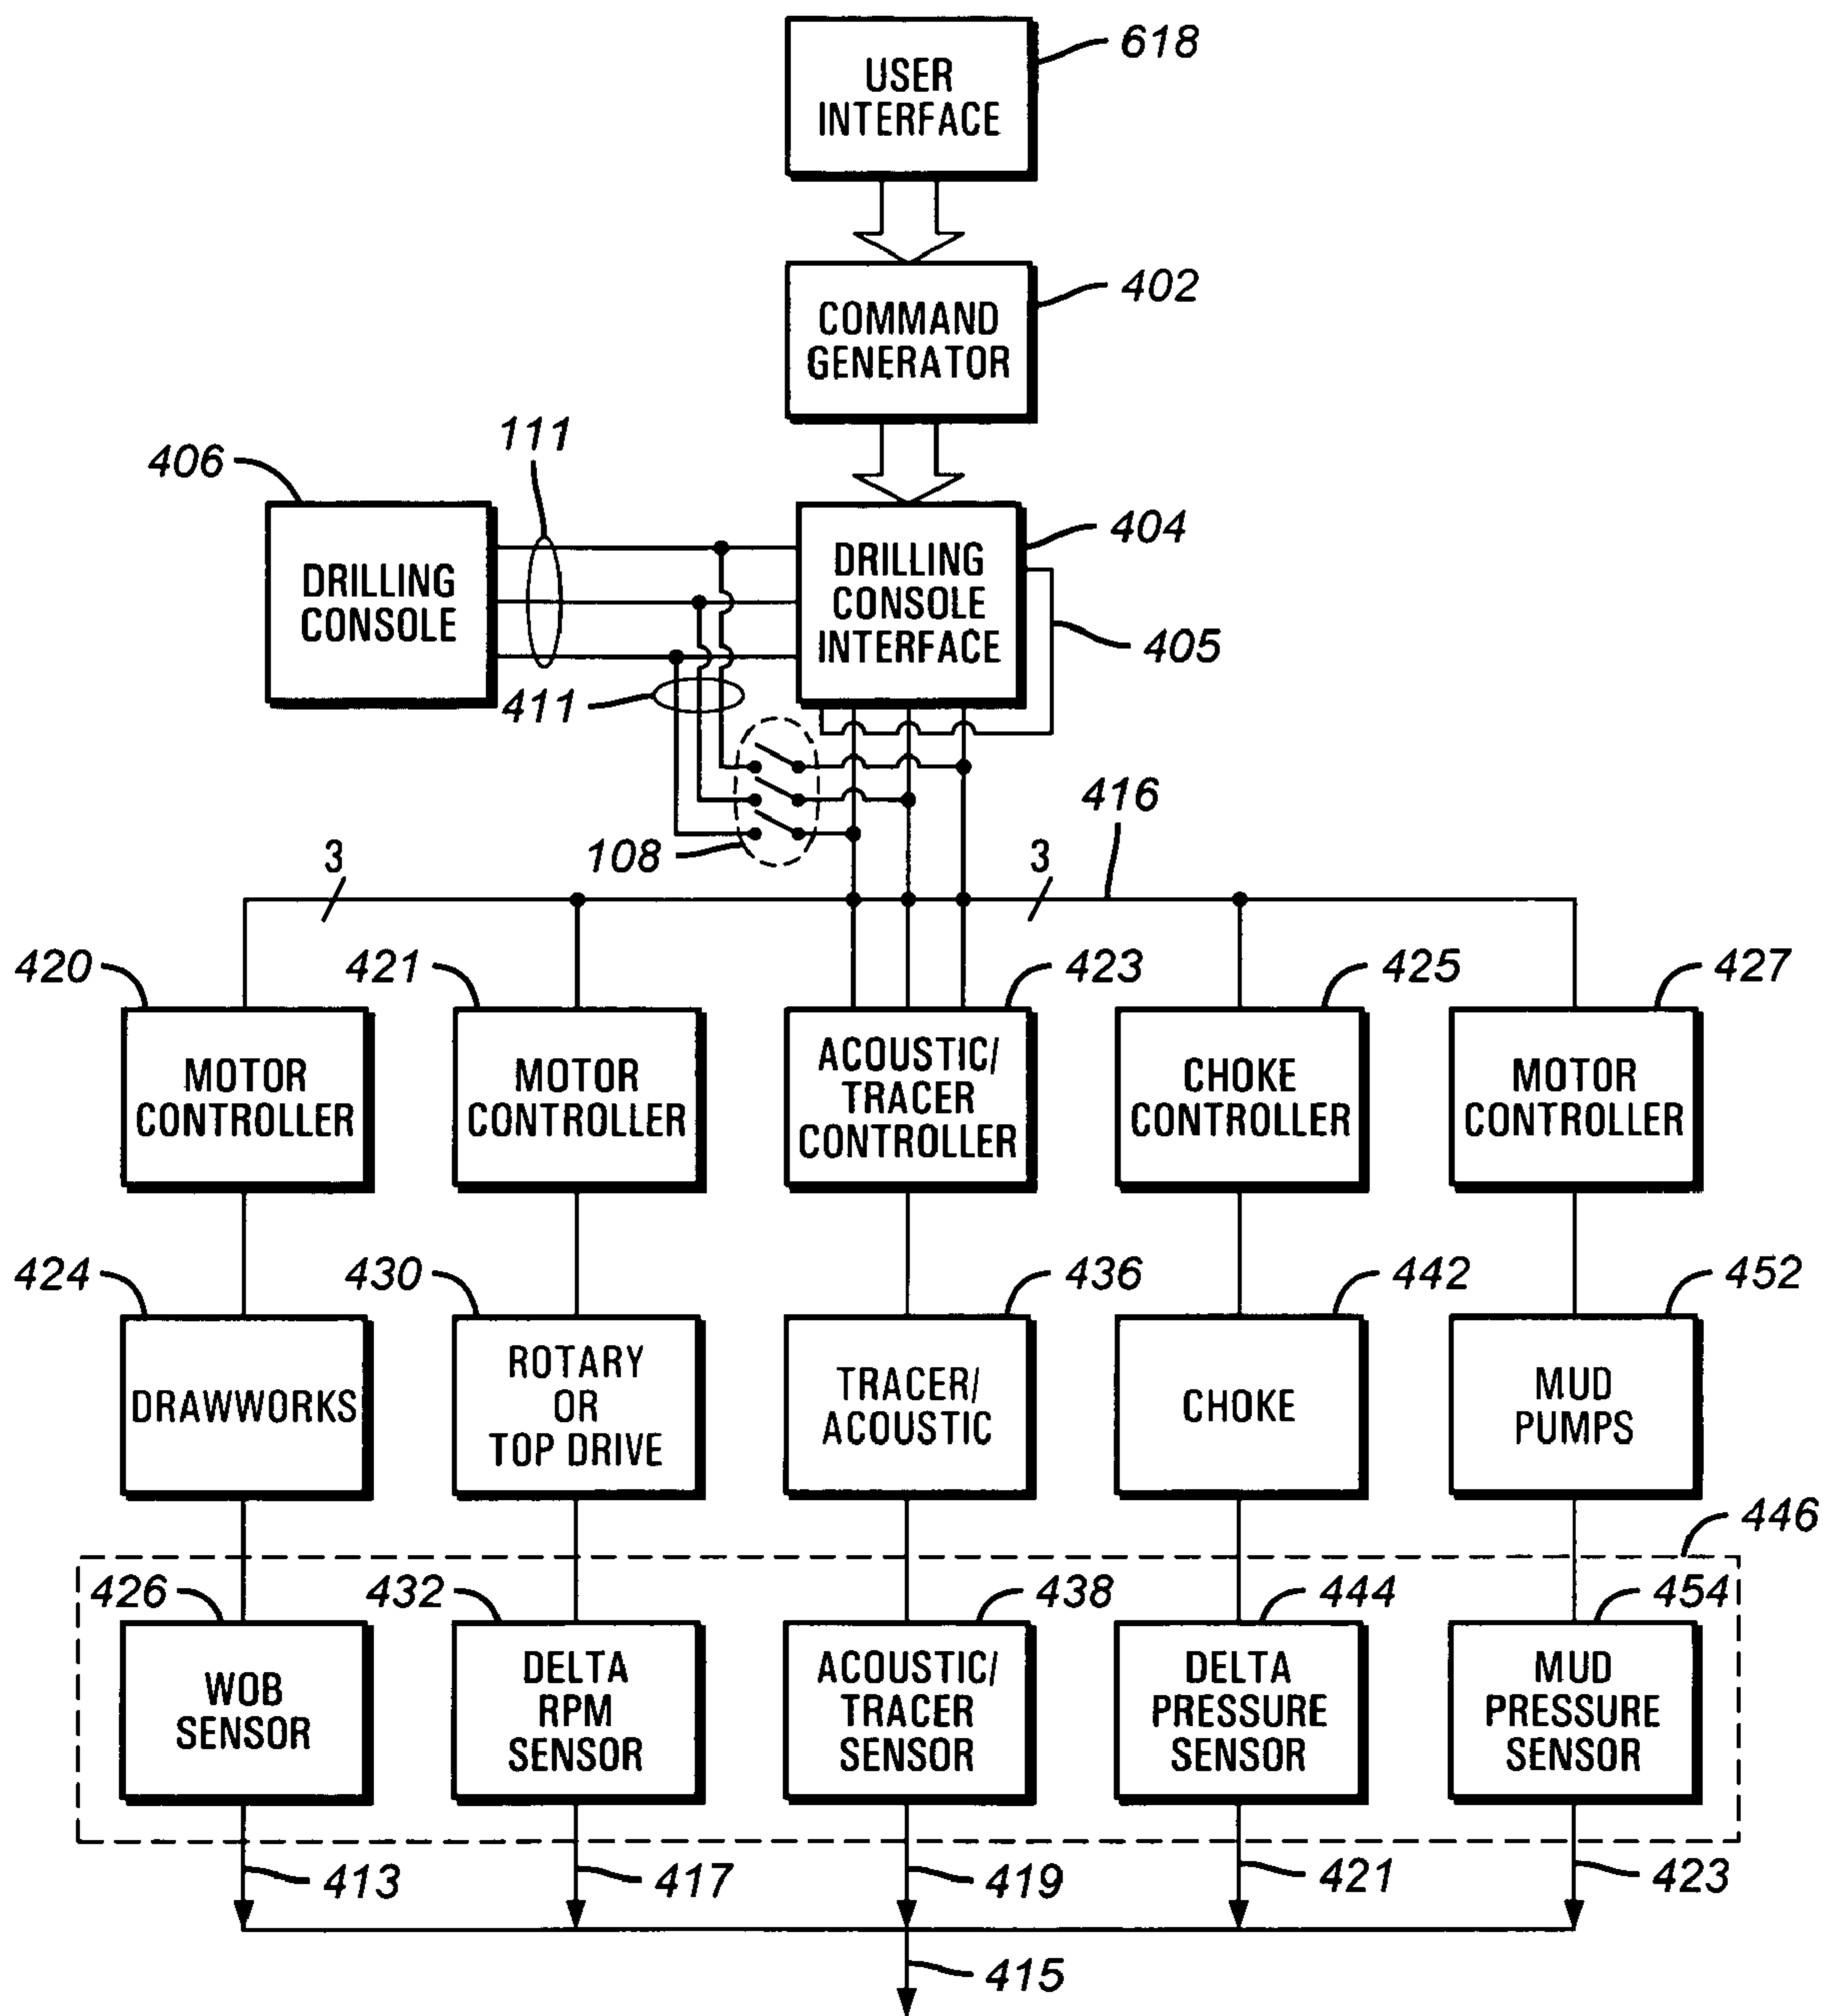 618
USER
INTERFACE
402
COMMAND
GENERATOR
111
406
404
DRILLING
CONSOLE
DRILLING
CONSOLE
INTERFACE
405
411
416
108
3
3
420
421
423
425
427
MOTOR
CONTROLLER
MOTOR
CONTROLLER
ACOUSTIC/
TRACER
CONTROLLER
CHOKE
CONTROLLER
MOTOR
CONTROLLER
424
430
436
442
452
DRAWWORKS
ROTARY
OR
TOP DRIVE
TRACER/
ACOUSTIC
CHOKE
MUD
PUMPS
446
426
432
438
444
454
WOB
SENSOR
DELTA
RPM
SENSOR
ACOUSTIC/
TRACER
SENSOR
DELTA
PRESSURE
SENSOR
MUD
PRESSURE
SENSOR
413
417
419
421
423
415